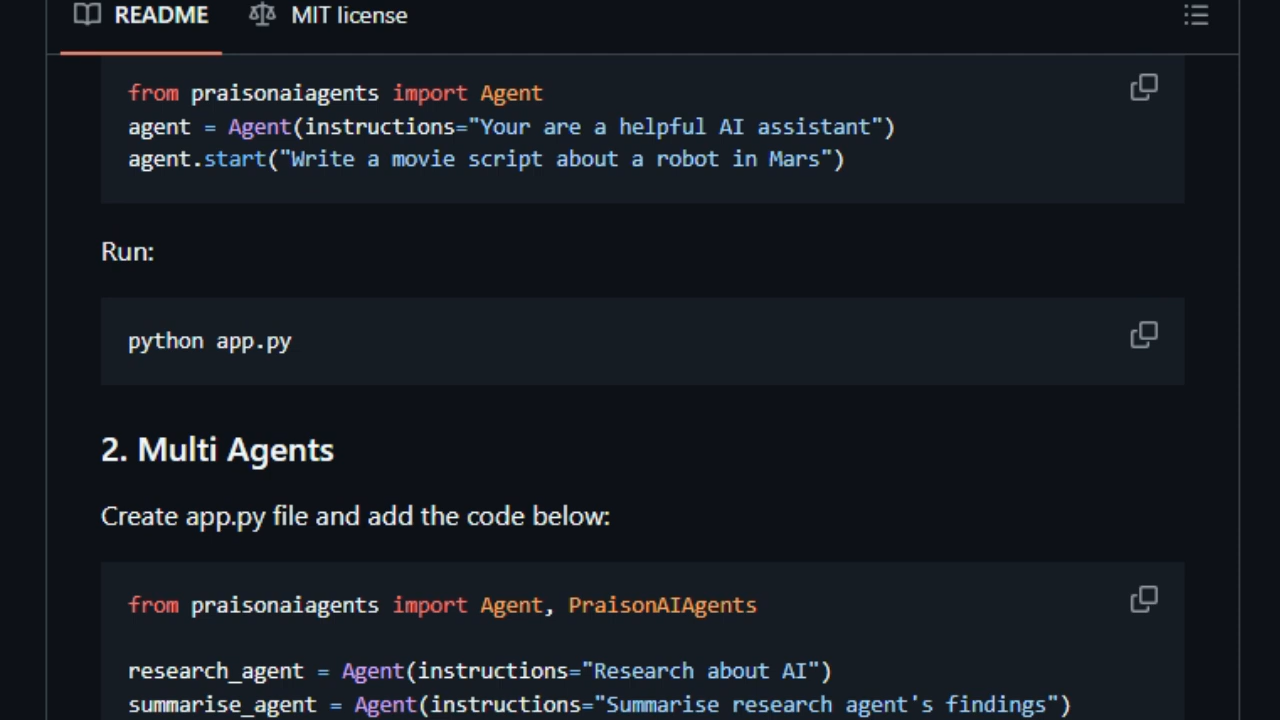 README MIT license
from praisonaiagents import Agent
agent = Agent(instructions="Your are a helpful AI assistant")
agent.start("Write a movie script about a robot in Mars")
Run:
python app.py
2. Multi Agents
Create app.py file and add the code below:
from praisonaiagents import Agent, PraisonAIAgents
research_agent = Agent(instructions="Research about AI")
summarise_agent = Agent(instructions="Summarise research agent's findings")